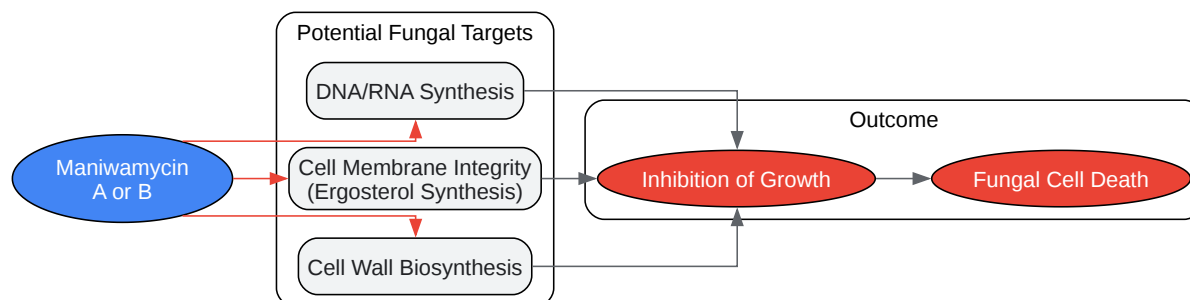 Potential Fungal Targets
DNA/RNA Synthesis
Outcome
Maniwamycin
A or B
Cell Membrane Integrity
(Ergosterol Synthesis)
Inhibition of Growth
Fungal Cell Death
Cell Wall Biosynthesis